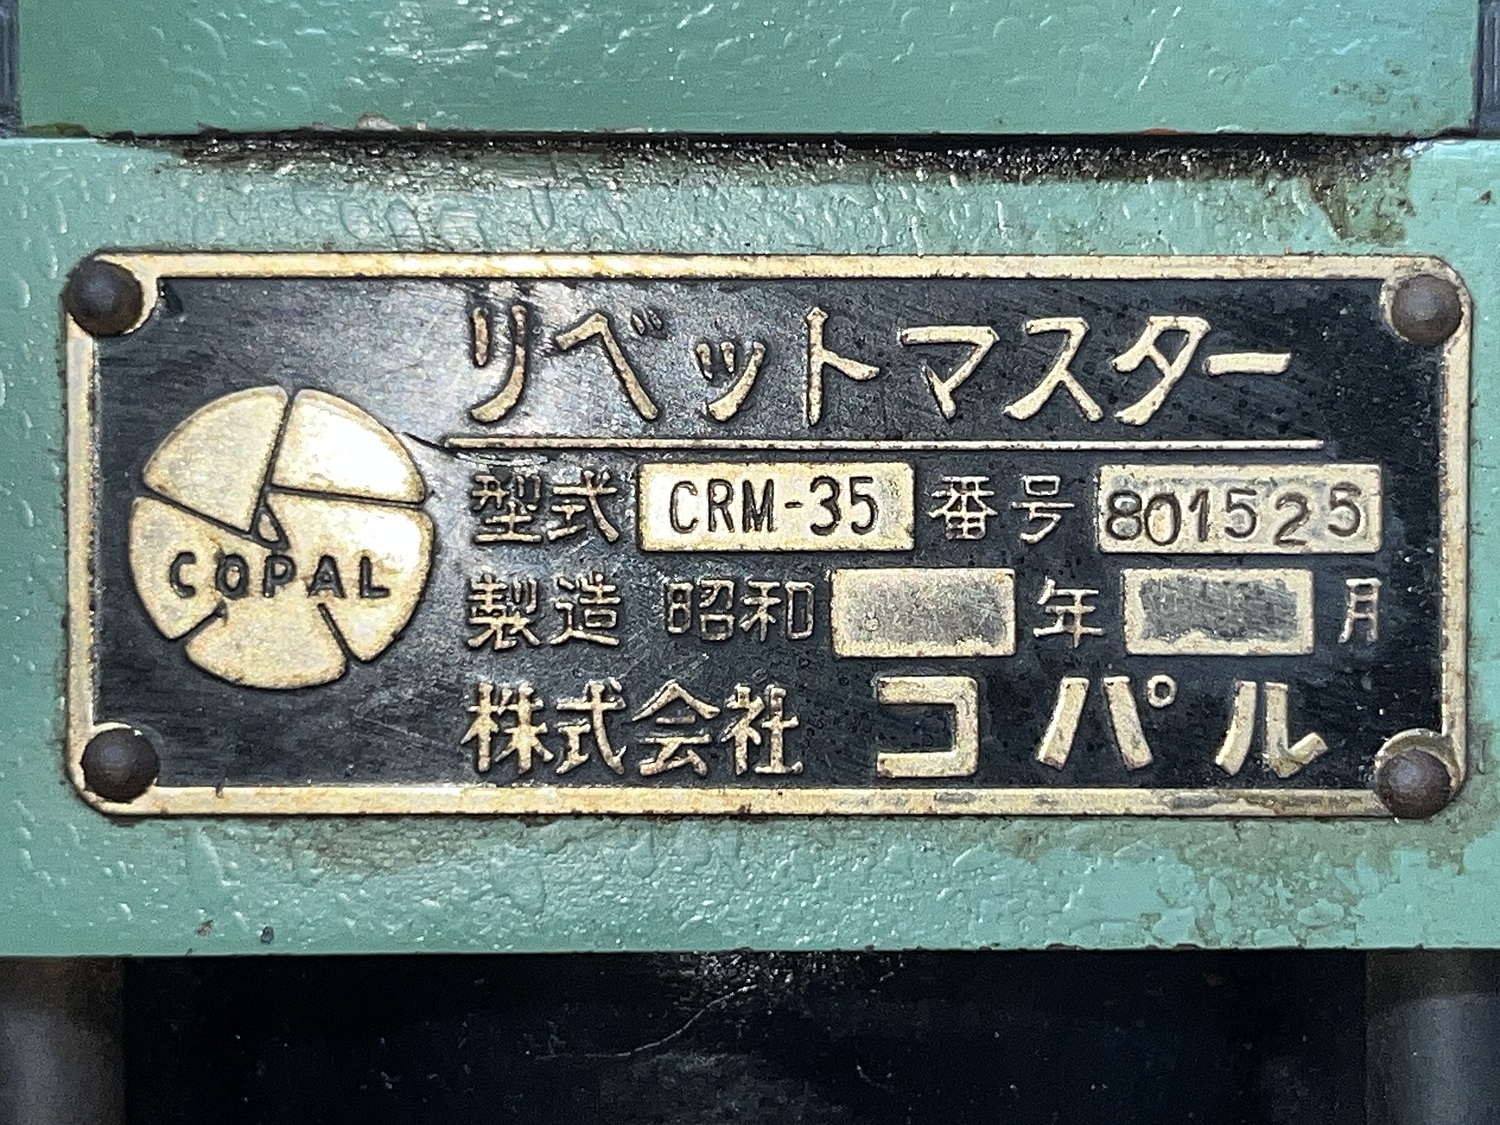 リベットマスター
COPAL
型式 CRM-35 番号 801525
製造 昭和 年 月
株式会社 コパル